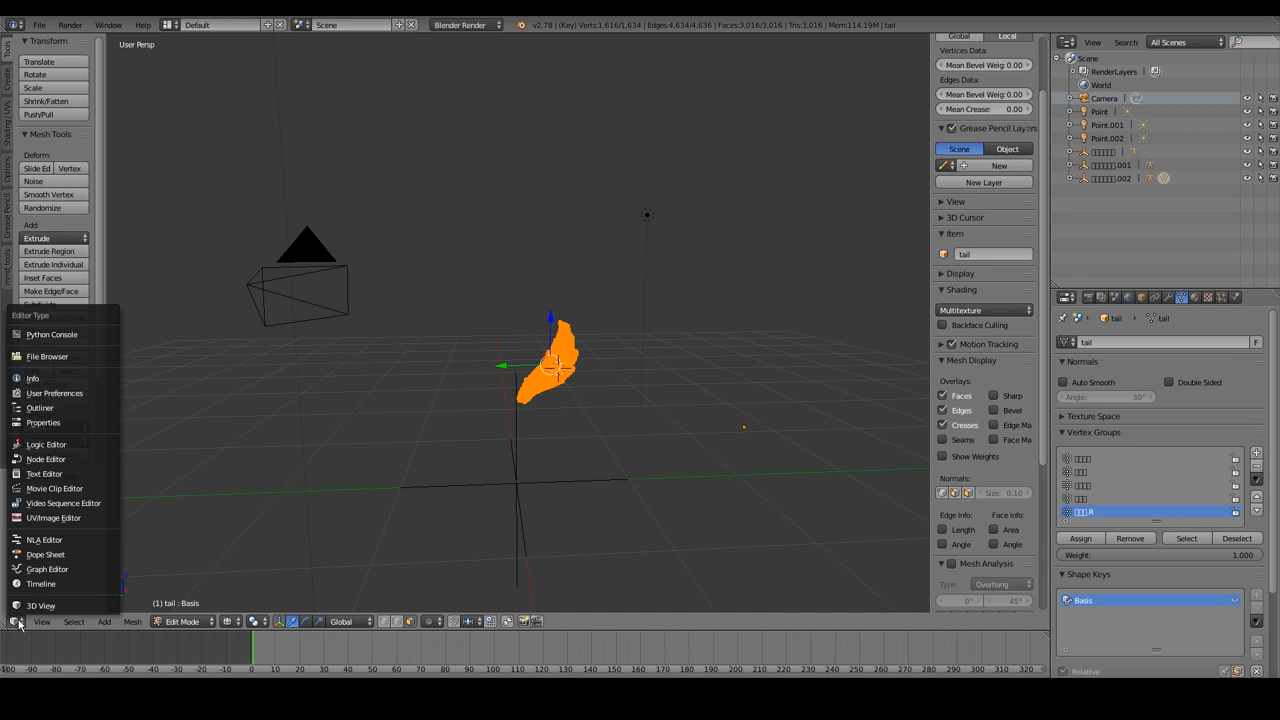 File Render Window Help Default Scene Blender Render v2.78 | (Key) Verts:1,616/1,634 | Edges:4,634/4,636 | Faces:3,016/3,016 | Tris:3,016 | Mem:114.19M | tail
Tools
Create
Shading / UVs
Options
Grease Pencil
mmd_tools
Transform
Translate
Rotate
Scale
Shrink/Fatten
Push/Pull
Mesh Tools
Deform:
Slide Ed Vertex
Noise
Smooth Vertex
Randomize
Add:
Extrude
Extrude Region
Extrude Individual
Inset Faces
Make Edge/Face
Editor Type
Python Console
File Browser
Info
User Preferences
Outliner
Properties
Logic Editor
Node Editor
Text Editor
Movie Clip Editor
Video Sequence Editor
UV/Image Editor
NLA Editor
Dope Sheet
Graph Editor
Timeline
3D View
User Persp
(1) tail : Basis
View Select Add Mesh Edit Mode Global
-100 -90 -80 -70 -60 -50 -40 -30 -20 -10 0 10 20 30 40 50 60 70 80 90 100 110 120 130 140 150 160 170 180 190 200 210 220 230 240 250 260 270 280 290 300 310 320
Global Local
Vertices Data:
Mean Bevel Weig: 0.00
Edges Data:
Mean Bevel Weig: 0.00
Mean Crease: 0.00
Grease Pencil Layers
Scene Object
New
New Layer
View
3D Cursor
Item
tail
Display
Shading
Multitexture
Backface Culling
Motion Tracking
Mesh Display
Overlays:
Faces Sharp
Edges Bevel
Creases Edge Ma
Seams Face Ma
Show Weights
Normals:
Size: 0.10
Edge Info: Face Info:
Length Area
Angle Angle
Mesh Analysis
Type: Overhang
0° 45°
View Search All Scenes
Scene
RenderLayers
World
Camera
Point
Point.001
Point.002
.001
.002
tail tail
tail F
Normals
Auto Smooth Double Sided
Angle: 30°
Texture Space
Vertex Groups
.R
Assign Remove Select Deselect
Weight: 1.000
Shape Keys
Basis
Relative